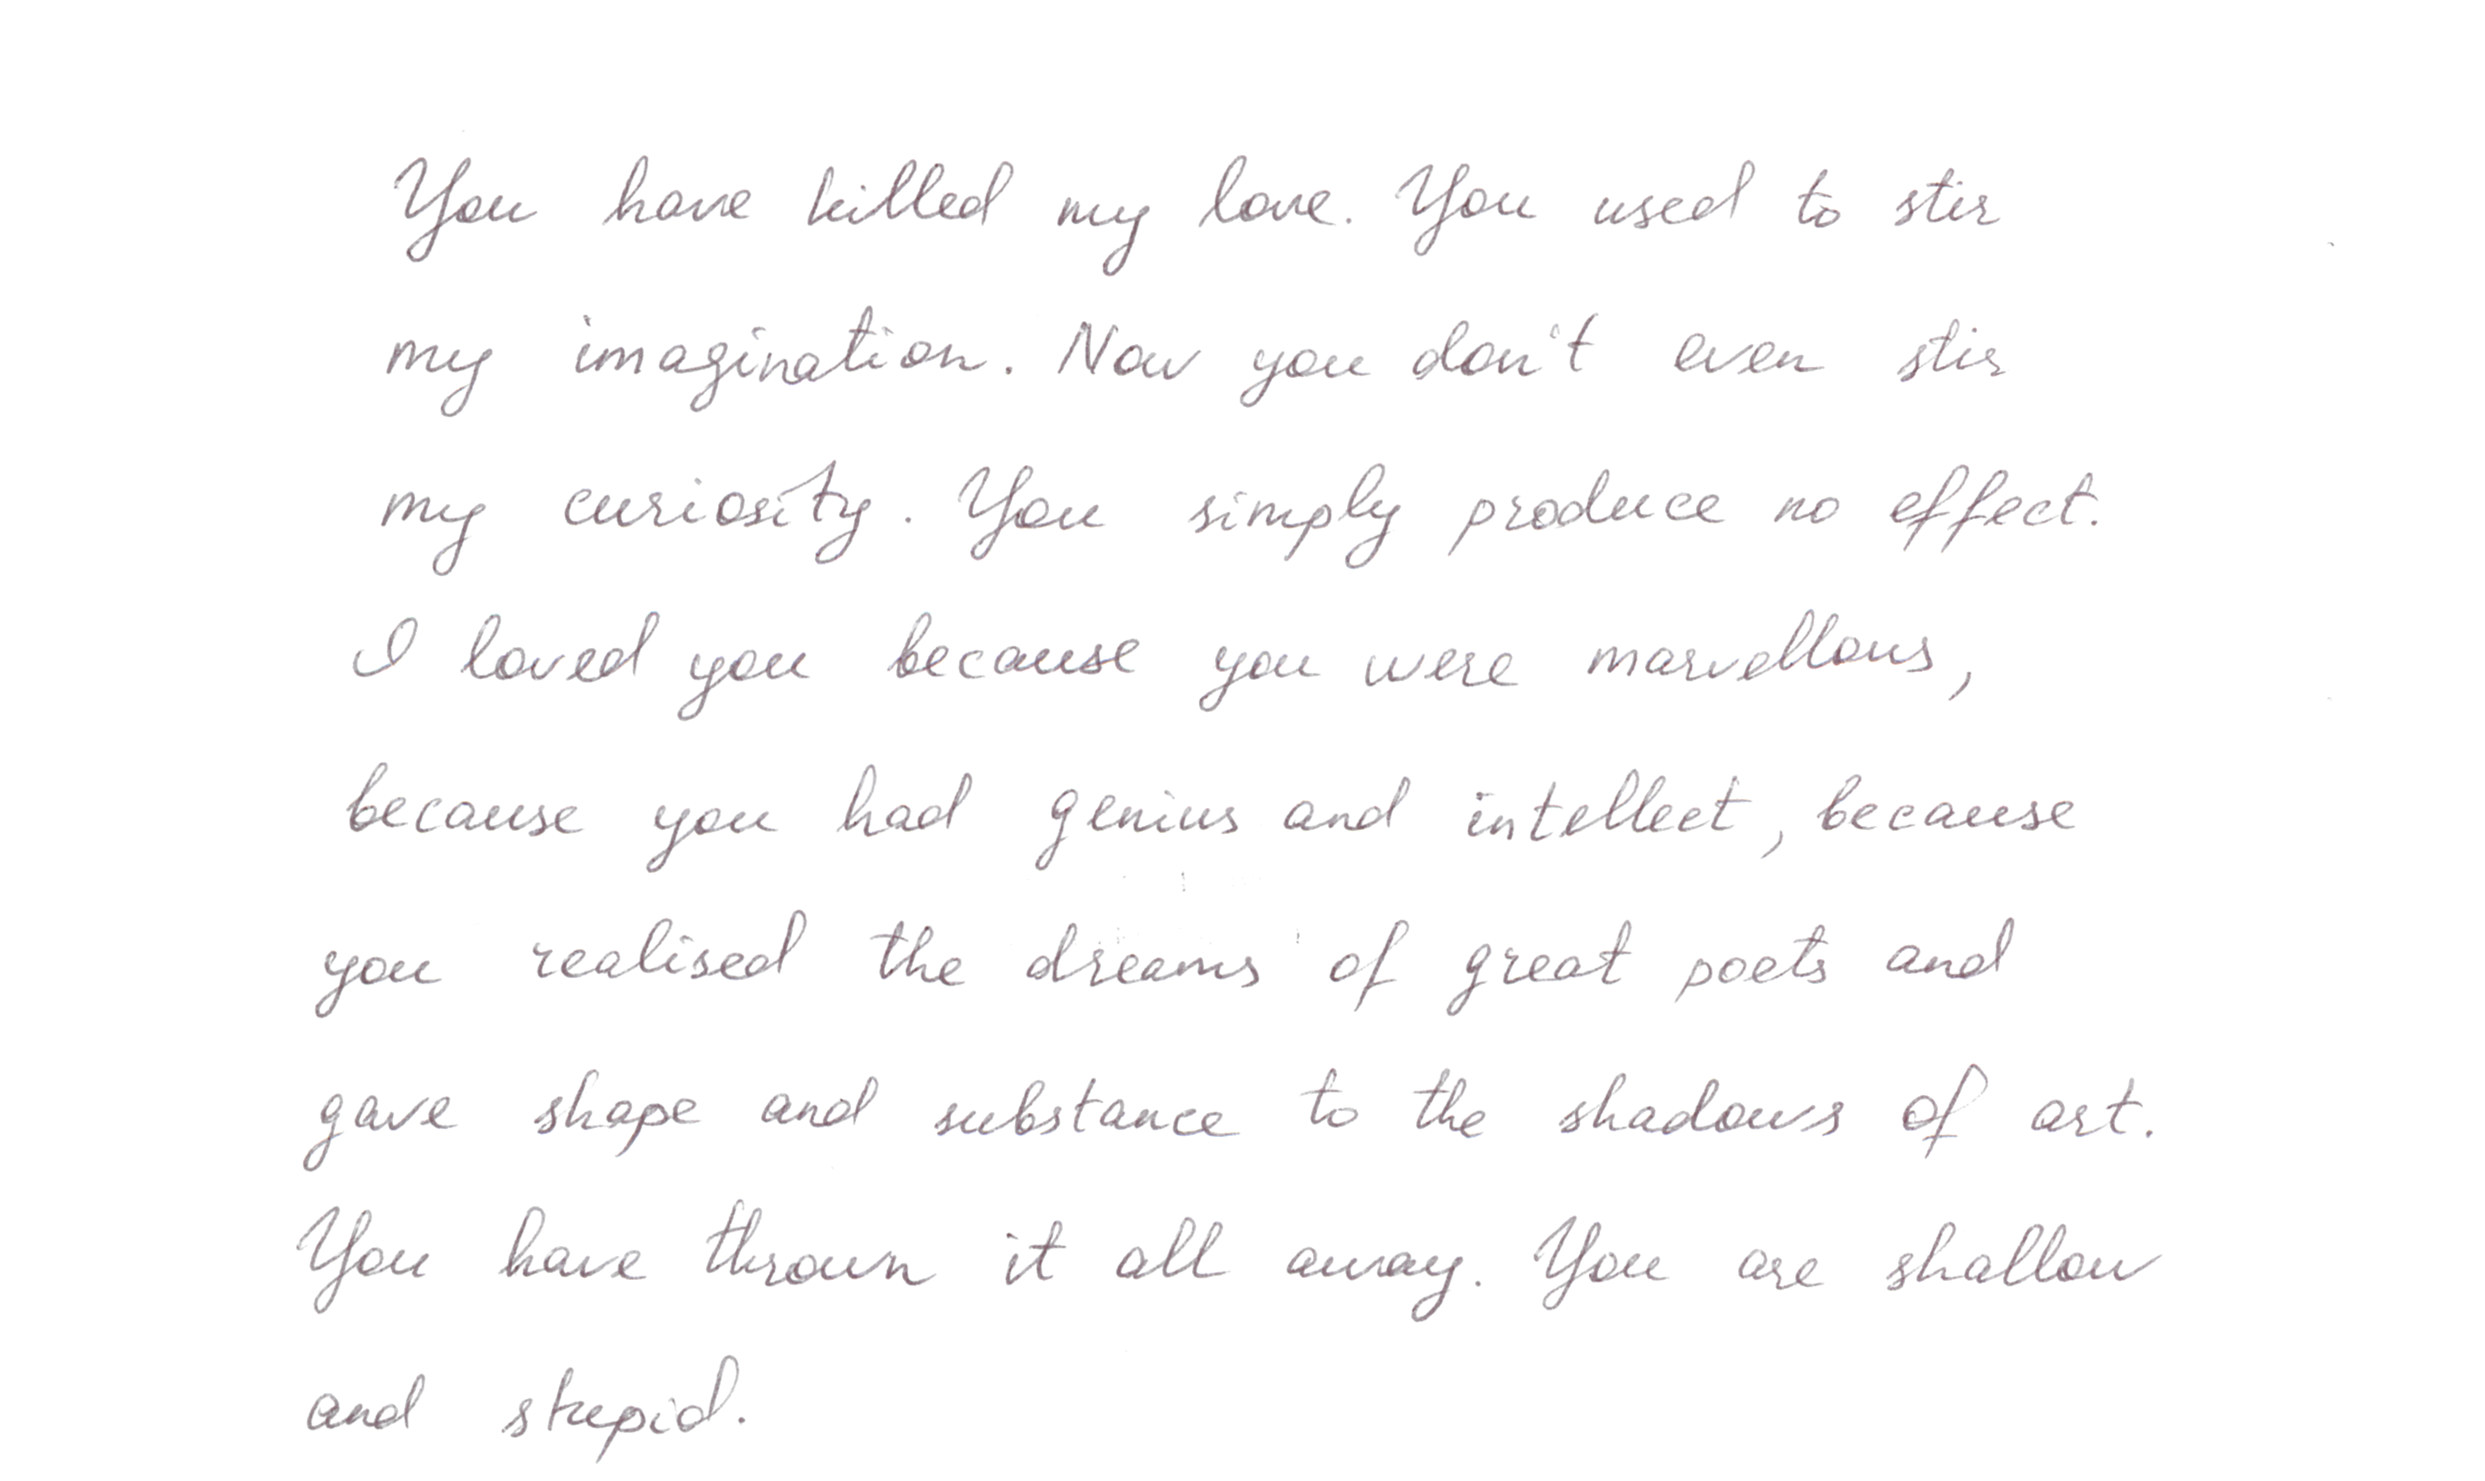 You have killed my love. You used to stir
my imagination. Now you don't even stir
my curiosity. You simply produce no effect.
I loved you because you were marvellous,
because you had genius and intellect, because
you realised the dreams of great poets and
gave shape and substance to the shadows of art.
You have thrown it all away. You are shallow
and stupid.